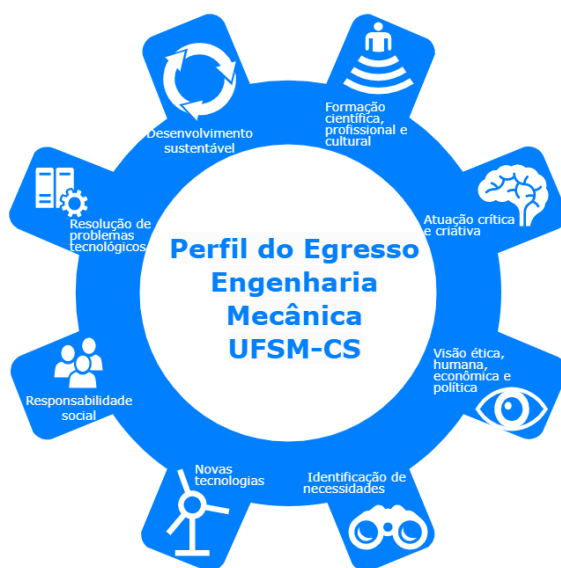 Perfil do Egresso
Engenharia
Mecânica
UFSM-CS
Formação
científica,
profissional e
cultural
Atuação crítica
e criativa
Visão ética,
humana,
econômica e
política
Identificação de
necessidades
Novas
tecnologias
Responsabilidade
social
Resolução de
problemas
tecnológicos
Desenvolvimento
sustentável